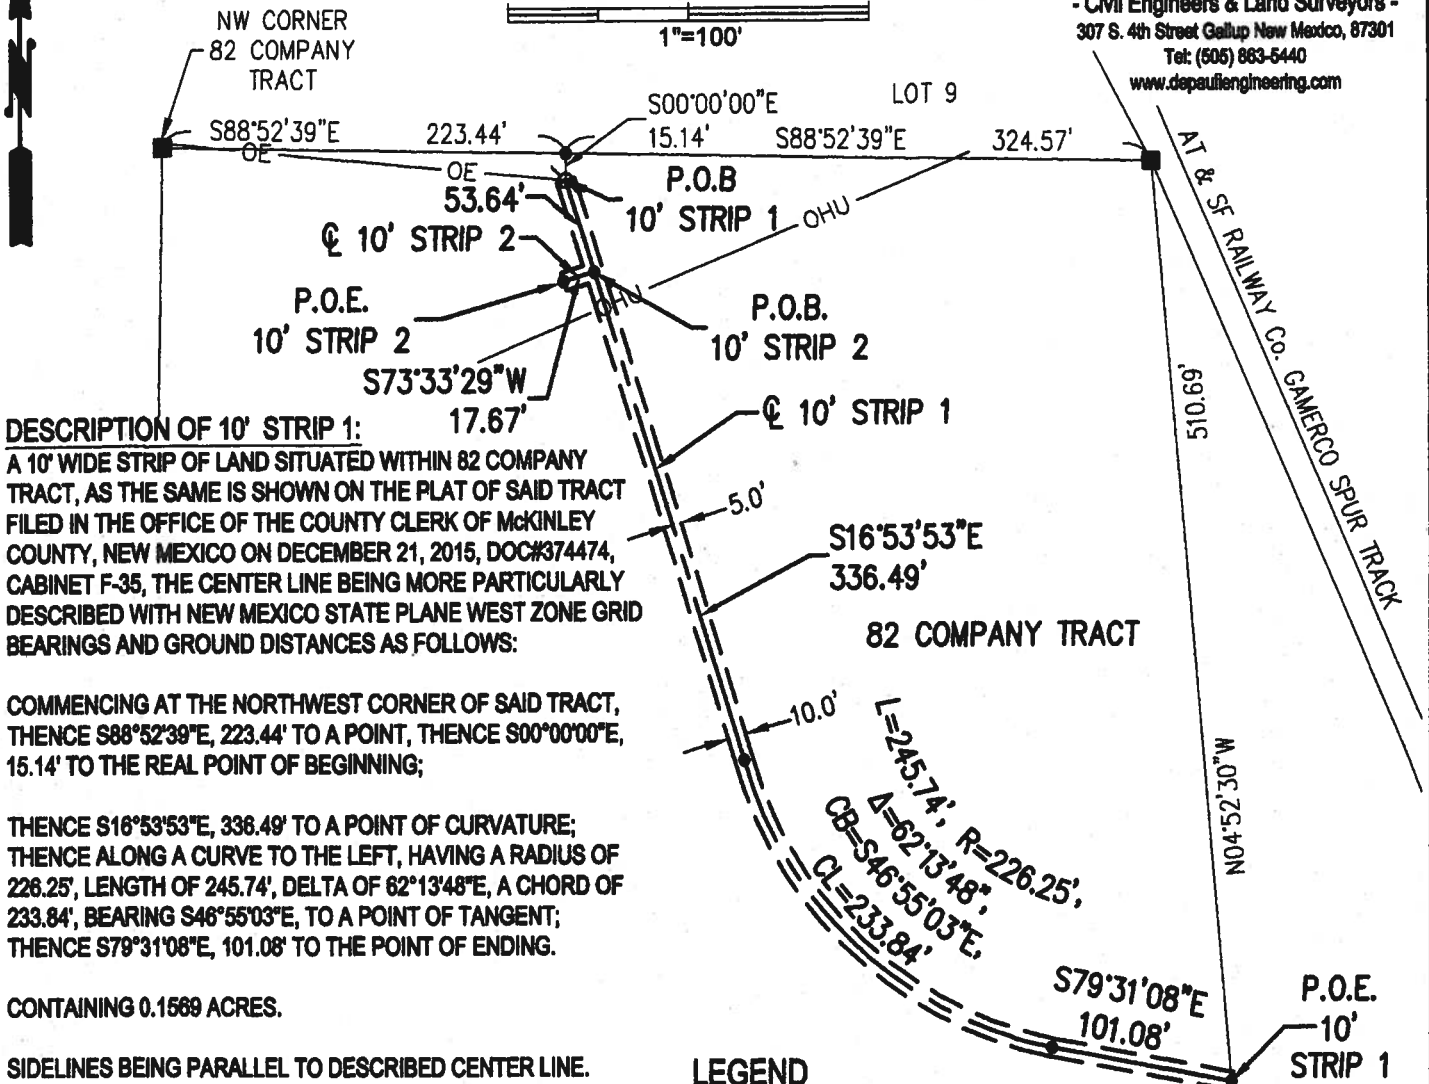 NW CORNER
82 COMPANY
TRACT
1"=100'
- Civil Engineers & Land Surveyors -
307 S. 4th Street Gallup New Mexico, 87301
Tel: (505) 863-5440
www.depauliengineering.com
S88°52'39"E
223.44'
S00°00'00"E
15.14'
LOT 9
S88°52'39"E
324.57'
OE
OE
53.64'
P.O.B
10' STRIP 1
OHU
℄ 10' STRIP 2
OHU
P.O.E.
10' STRIP 2
P.O.B.
10' STRIP 2
S73°33'29"W
17.67'
℄ 10' STRIP 1
AT & SF RAILWAY Co. GAMERCO SPUR TRACK
510.69'
N04°52'30"W
5.0'
S16°53'53"E
336.49'
82 COMPANY TRACT
10.0'
L=245.74', R=226.25',
Δ=62°13'48",
CB=S46°55'03"E,
CL=233.84'
S79°31'08"E
101.08'
P.O.E.
10'
STRIP 1
DESCRIPTION OF 10' STRIP 1:
A 10' WIDE STRIP OF LAND SITUATED WITHIN 82 COMPANY
TRACT, AS THE SAME IS SHOWN ON THE PLAT OF SAID TRACT
FILED IN THE OFFICE OF THE COUNTY CLERK OF McKINLEY
COUNTY, NEW MEXICO ON DECEMBER 21, 2015, DOC#374474,
CABINET F-35, THE CENTER LINE BEING MORE PARTICULARLY
DESCRIBED WITH NEW MEXICO STATE PLANE WEST ZONE GRID
BEARINGS AND GROUND DISTANCES AS FOLLOWS:
COMMENCING AT THE NORTHWEST CORNER OF SAID TRACT,
THENCE S88°52'39"E, 223.44' TO A POINT, THENCE S00°00'00"E,
15.14' TO THE REAL POINT OF BEGINNING;
THENCE S16°53'53"E, 336.49' TO A POINT OF CURVATURE;
THENCE ALONG A CURVE TO THE LEFT, HAVING A RADIUS OF
226.25', LENGTH OF 245.74', DELTA OF 62°13'48"E, A CHORD OF
233.84', BEARING S46°55'03"E, TO A POINT OF TANGENT;
THENCE S79°31'08"E, 101.08' TO THE POINT OF ENDING.
CONTAINING 0.1569 ACRES.
SIDELINES BEING PARALLEL TO DESCRIBED CENTER LINE.
LEGEND